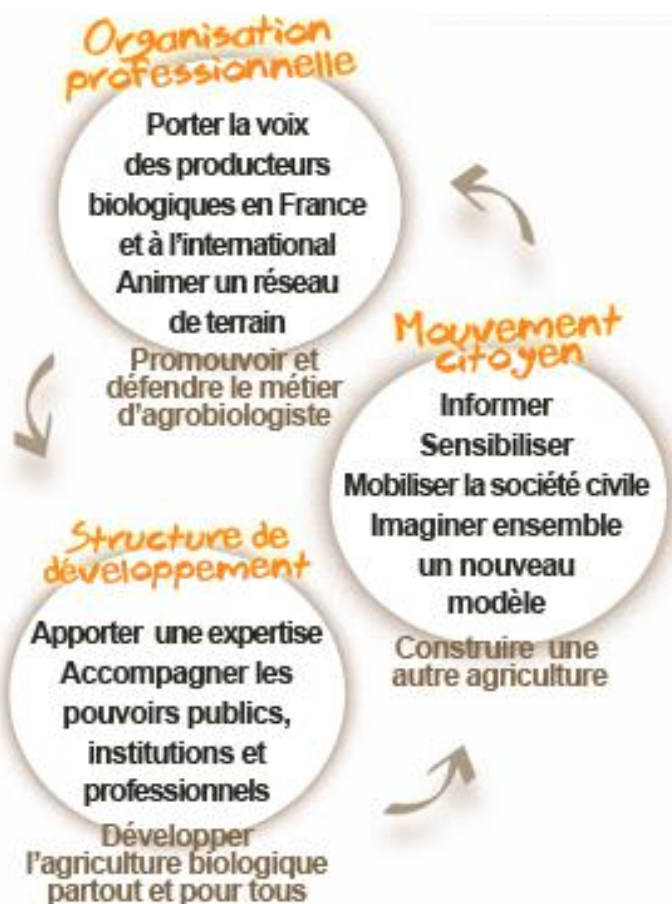 Organisation
professionnelle
Porter la voix
des producteurs
biologiques en France
et à l'international
Animer un réseau
de terrain
Promouvoir et
défendre le métier
d'agrobiologiste
Mouvement
citoyen
Informer
Sensibiliser
Mobiliser la société civile
Imaginer ensemble
un nouveau
modèle
Construire une
autre agriculture
Structure de
développement
Apporter une expertise
Accompagner les
pouvoirs publics,
institutions et
professionnels
Développer
l'agriculture biologique
partout et pour tous